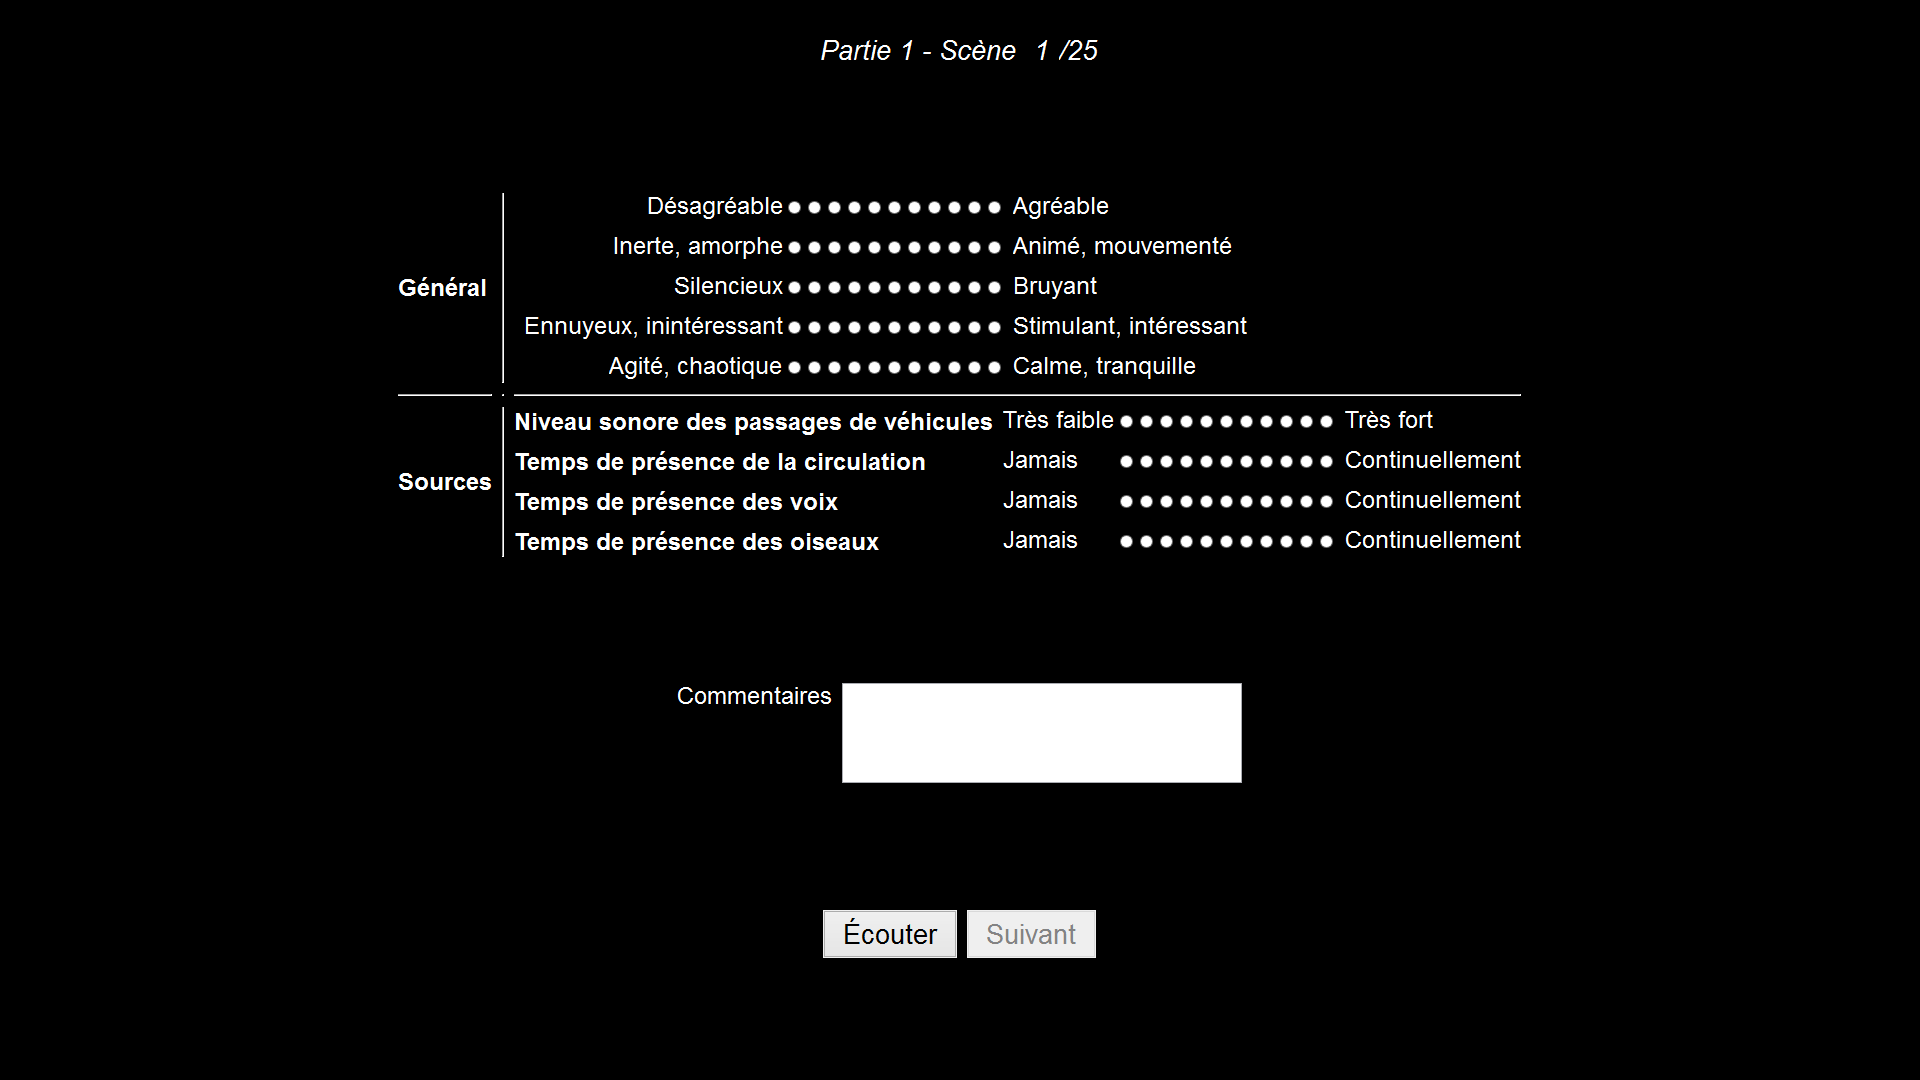 Partie 1 - Scène 1 /25
Désagréable Agréable
Inerte, amorphe Animé, mouvementé
Général
Silencieux Bruyant
Ennuyeux, inintéressant Stimulant, intéressant
Agité, chaotique Calme, tranquille
Niveau sonore des passages de véhicules Très faible Très fort
Temps de présence de la circulation Jamais Continuellement
Sources
Temps de présence des voix Jamais Continuellement
Temps de présence des oiseaux Jamais Continuellement
Commentaires
Écouter Suivant